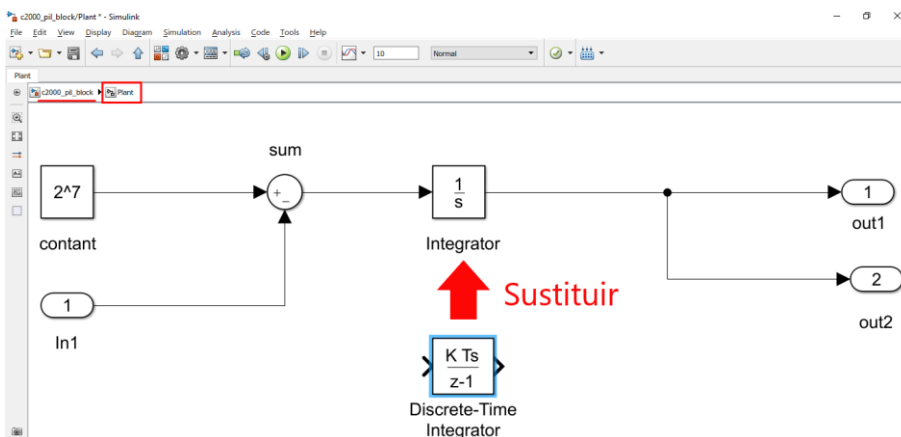 c2000_pil_block/Plant * - Simulink
File Edit View Display Diagram Simulation Analysis Code Tools Help
10 Normal
Plant
c2000_pil_block Plant
sum
2^7
+
_
1
s
1
contant
Integrator
out1
1
Sustituir
2
In1
out2
K Ts
z-1
Discrete-Time
Integrator